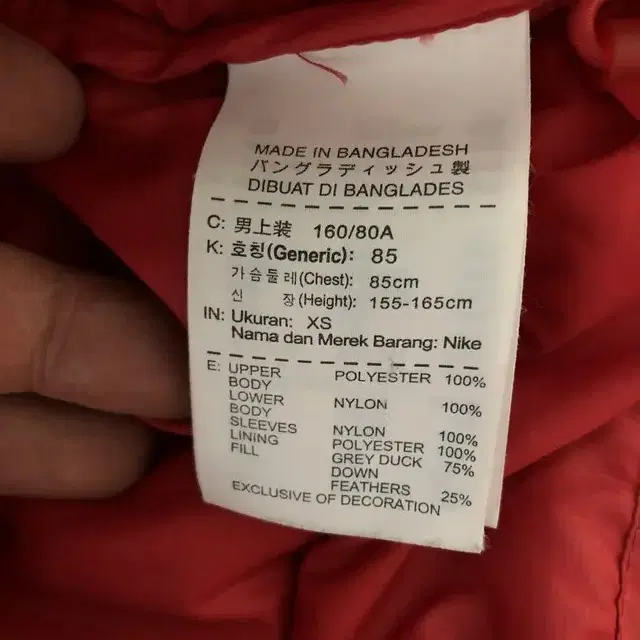 MADE IN BANGLADESH
バングラディッシュ製
DIBUAT DI BANGLADES
C: 男上装 160/80A
K: 호칭(Generic): 85
가슴둘레(Chest): 85cm
신 장(Height): 155-165cm
IN: Ukuran: XS
Nama dan Merek Barang: Nike
E: UPPER BODY POLYESTER 100%
LOWER BODY NYLON 100%
SLEEVES NYLON 100%
LINING POLYESTER 100%
FILL GREY DUCK DOWN 75%
FEATHERS 25%
EXCLUSIVE OF DECORATION